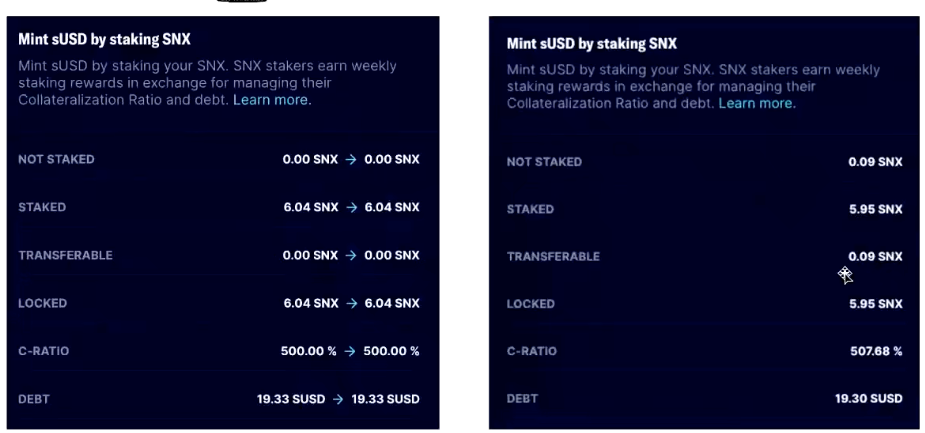 Mint sUSD by staking SNX
Mint sUSD by staking your SNX. SNX stakers earn weekly
staking rewards in exchange for managing their
Collateralization Ratio and debt. Learn more.
NOT STAKED 0.00 SNX → 0.00 SNX
STAKED 6.04 SNX → 6.04 SNX
TRANSFERABLE 0.00 SNX → 0.00 SNX
LOCKED 6.04 SNX → 6.04 SNX
C-RATIO 500.00 % → 500.00 %
DEBT 19.33 SUSD → 19.33 SUSD
Mint sUSD by staking SNX
Mint sUSD by staking your SNX. SNX stakers earn weekly
staking rewards in exchange for managing their
Collateralization Ratio and debt. Learn more.
NOT STAKED 0.09 SNX
STAKED 5.95 SNX
TRANSFERABLE 0.09 SNX
LOCKED 5.95 SNX
C-RATIO 507.68 %
DEBT 19.30 SUSD